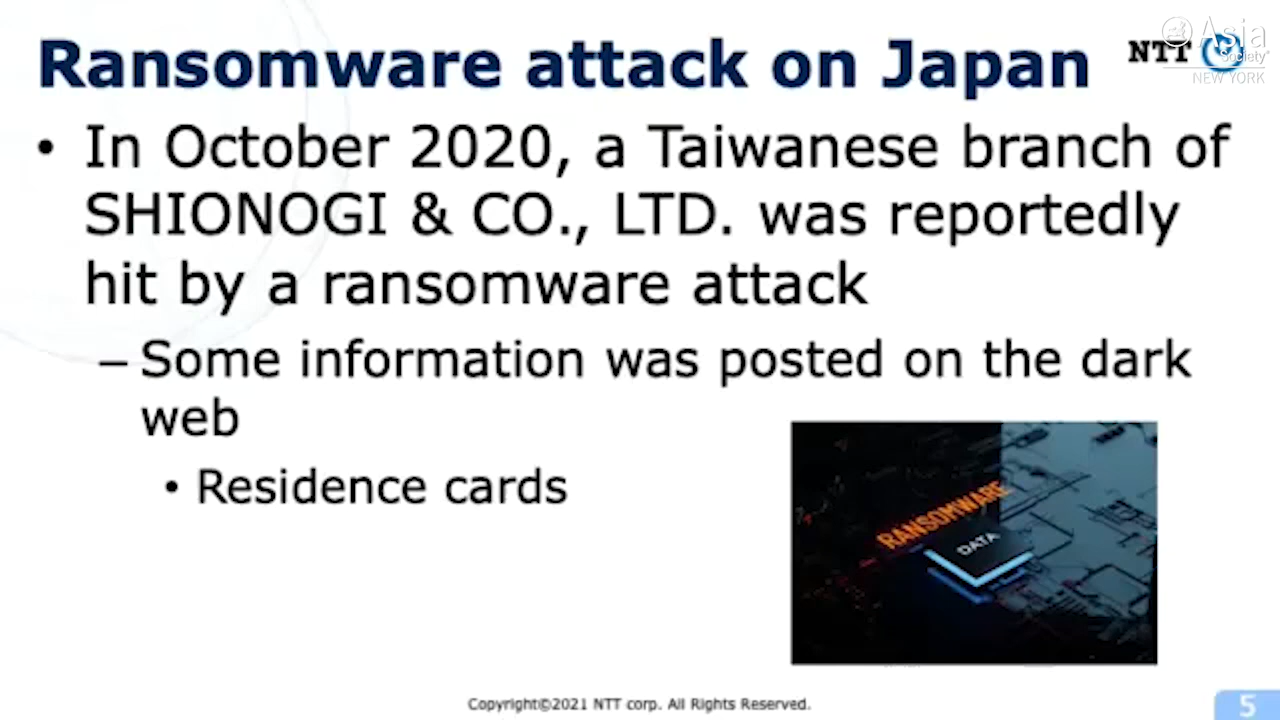 Ransomware attack on Japan
NTT
Asia
Society
NEW YORK
• In October 2020, a Taiwanese branch of
SHIONOGI & CO., LTD. was reportedly
hit by a ransomware attack
– Some information was posted on the dark
web
• Residence cards
RANSOMWARE
DATA
Copyright©2021 NTT corp. All Rights Reserved.
5